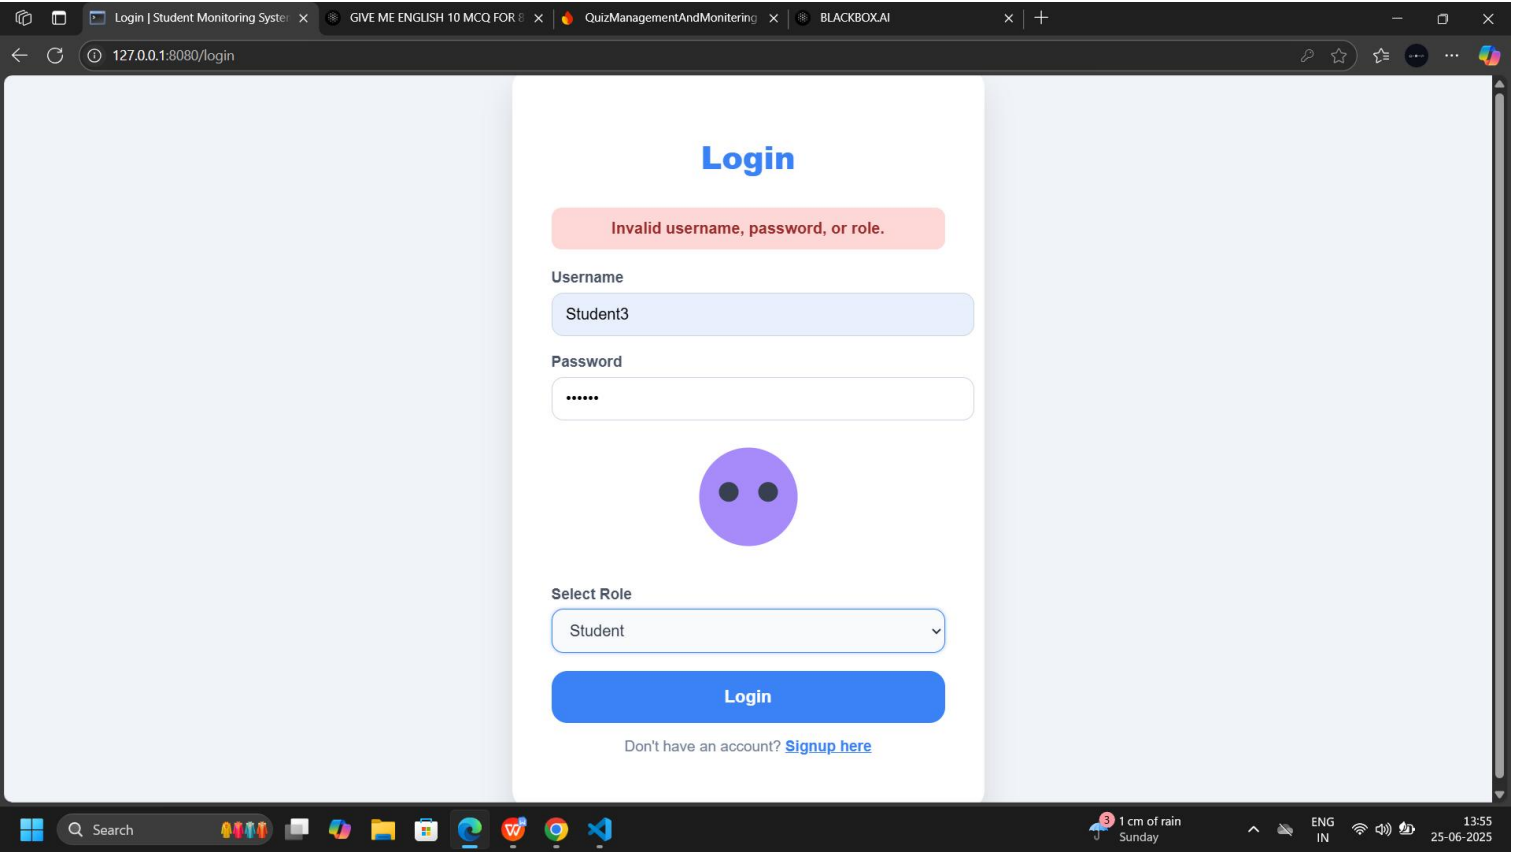 Login | Student Monitoring Syster
GIVE ME ENGLISH 10 MCQ FOR 8
QuizManagementAndMonitering
BLACKBOX.AI
127.0.0.1:8080/login
Login
Invalid username, password, or role.
Username
Student3
Password
••••••
Select Role
Student
Login
Don't have an account? Signup here
Search
3
1 cm of rain
Sunday
ENG
IN
13:55
25-06-2025